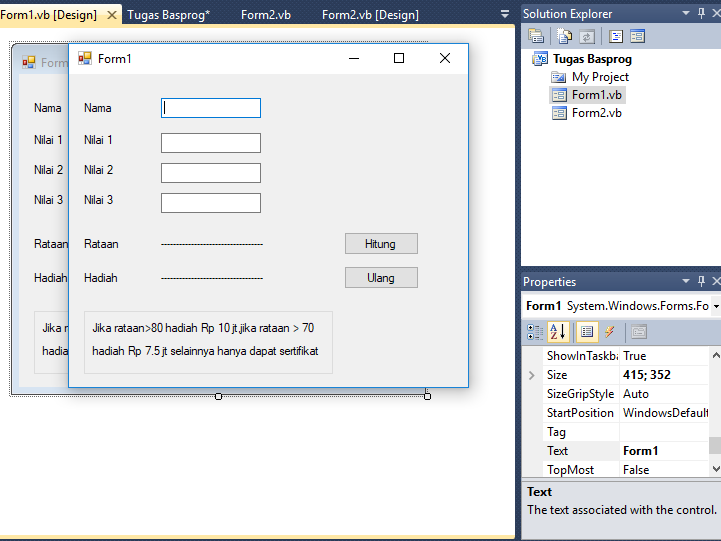 Form1.vb [Design] Tugas Basprog* Form2.vb Form2.vb [Design]
Form
Nama
Nilai 1
Nilai 2
Nilai 3
Rataan
Hadiah
Jika r
hadia
Form1
Nama
Nilai 1
Nilai 2
Nilai 3
Rataan ---------------------------------- Hitung
Hadiah ---------------------------------- Ulang
Jika rataan>80 hadiah Rp 10 jt,jika rataan > 70
hadiah Rp 7.5 jt selainnya hanya dapat sertifikat
Solution Explorer
Tugas Basprog
My Project
Form1.vb
Form2.vb
Properties
Form1 System.Windows.Forms.Fo
ShowInTaskba True
Size 415; 352
SizeGripStyle Auto
StartPosition WindowsDefault
Tag
Text Form1
TopMost False
Text
The text associated with the control.